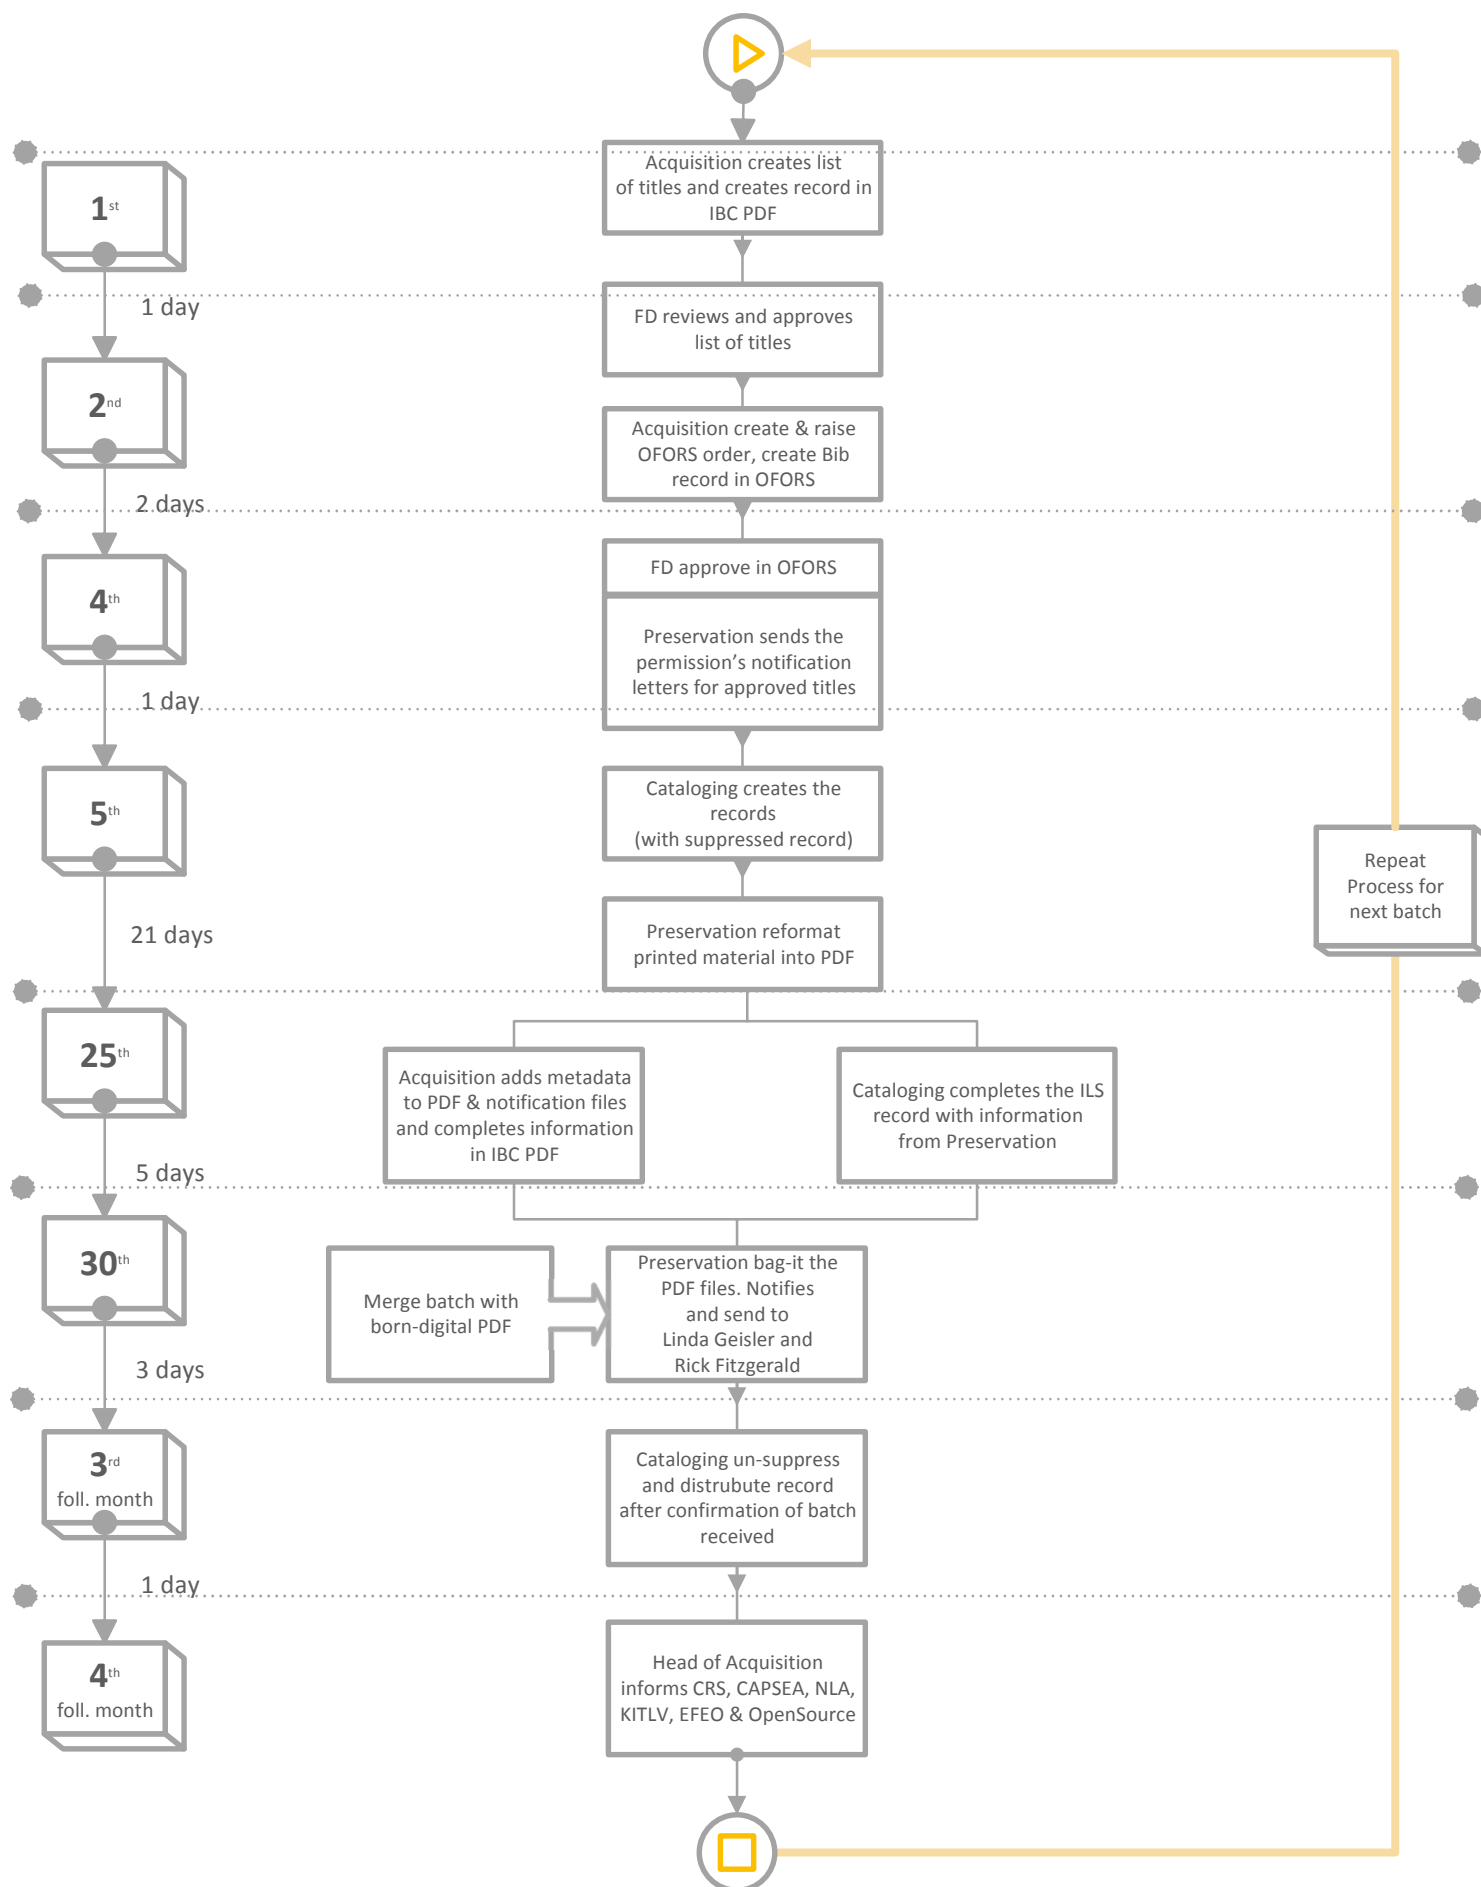 Acquisition creates list
of titles and creates record in
IBC PDF
1st
1 day
FD reviews and approves
list of titles
2nd
Acquisition create & raise
OFORS order, create Bib
record in OFORS
2 days
FD approve in OFORS
4th
Preservation sends the
permission’s notification
letters for approved titles
1 day
Cataloging creates the
records
(with suppressed record)
5th
Repeat
Process for
next batch
Preservation reformat
printed material into PDF
21 days
25th
Acquisition adds metadata
to PDF & notification files
and completes information
in IBC PDF
Cataloging completes the ILS
record with information
from Preservation
5 days
30th
Merge batch with
born-digital PDF
Preservation bag-it the
PDF files. Notifies
and send to
Linda Geisler and
Rick Fitzgerald
3 days
3rd
foll. month
Cataloging un-suppress
and distrubute record
after confirmation of batch
received
1 day
4th
foll. month
Head of Acquisition
informs CRS, CAPSEA, NLA,
KITLV, EFEO & OpenSource